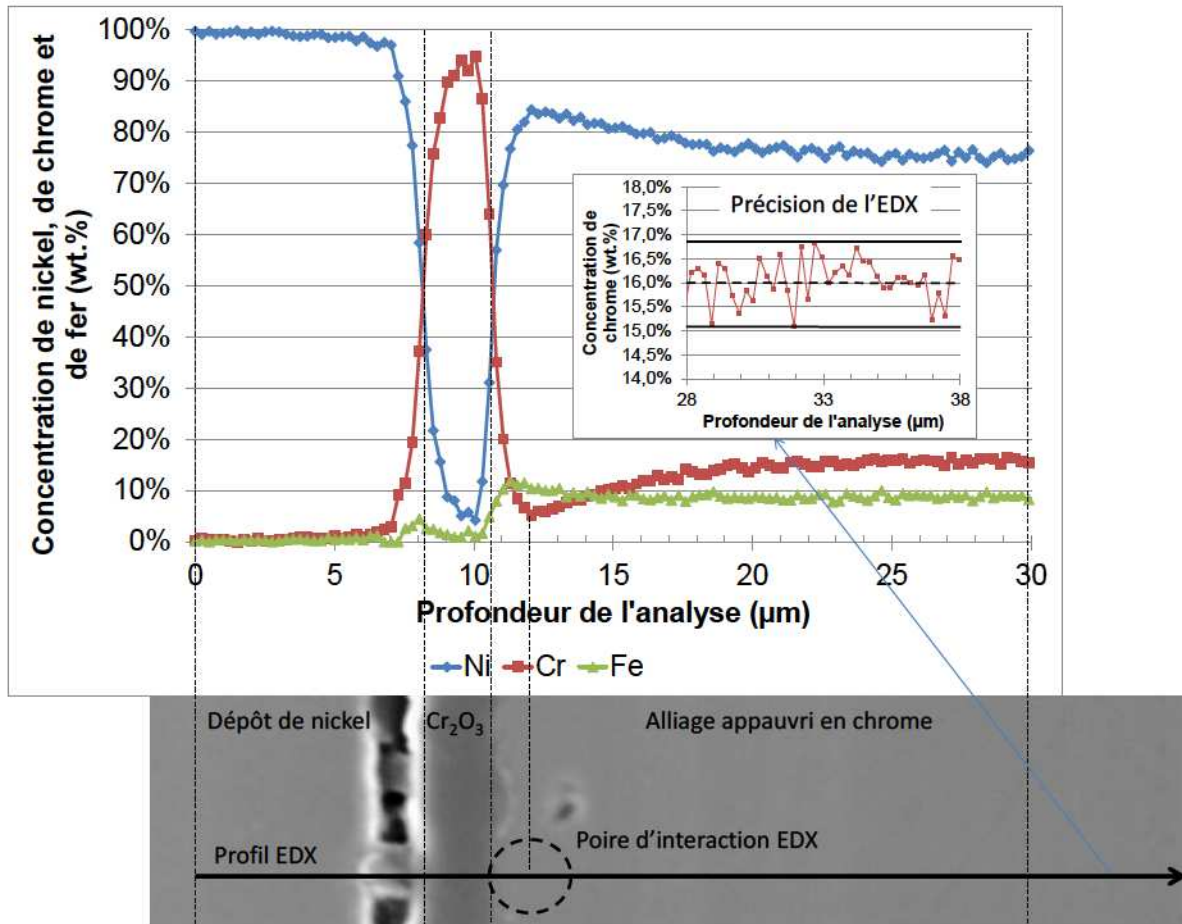 Concentration de nickel, de chrome et
de fer (wt.%)
100%
90%
80%
70%
60%
50%
40%
30%
20%
10%
0%
0
5
10
15
20
25
30
Profondeur de l'analyse (µm)
Ni
Cr
Fe
Précision de l'EDX
Concentration de
chrome (wt.%)
18,0%
17,5%
17,0%
16,5%
16,0%
15,5%
15,0%
14,5%
14,0%
28
33
38
Profondeur de l'analyse (µm)
Dépôt de nickel
Cr₂O₃
Alliage appauvri en chrome
Profil EDX
Poire d'interaction EDX